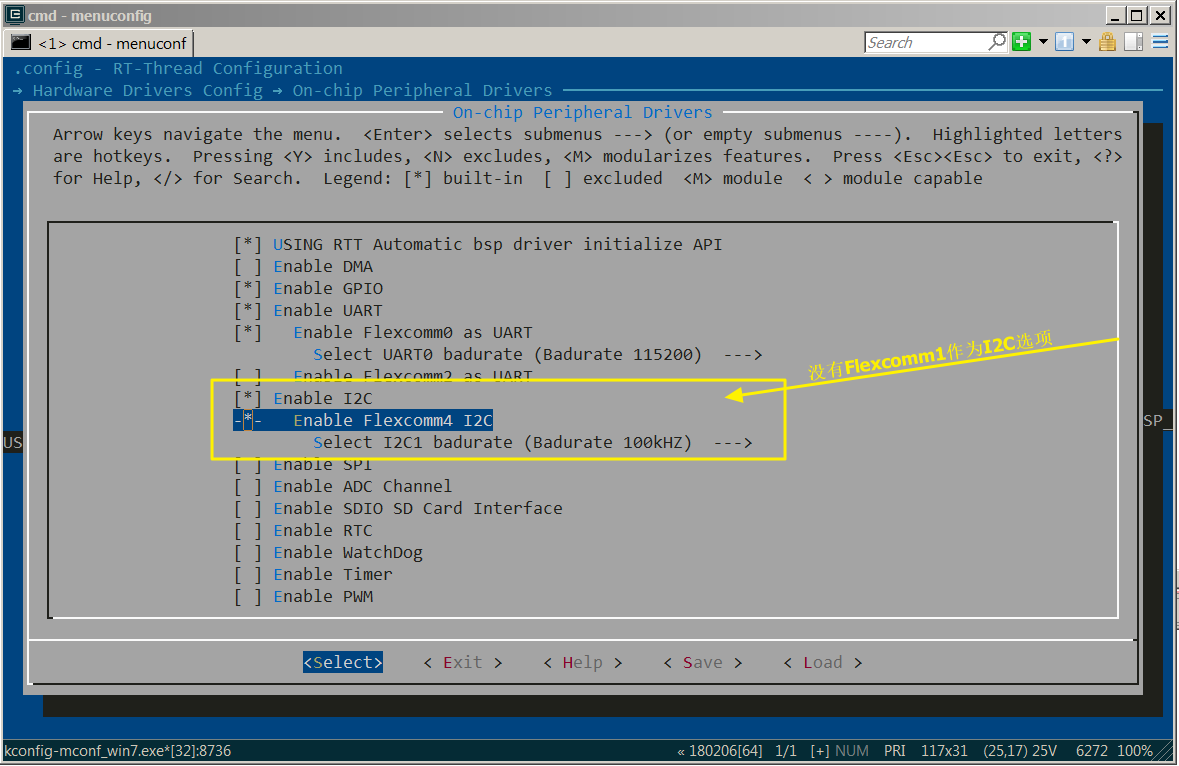 cmd - menuconfig
<1> cmd - menuconf
Search
.config - RT-Thread Configuration
→ Hardware Drivers Config → On-chip Peripheral Drivers
On-chip Peripheral Drivers
Arrow keys navigate the menu.  <Enter> selects submenus ---> (or empty submenus ----).  Highlighted letters
are hotkeys.  Pressing <Y> includes, <N> excludes, <M> modularizes features.  Press <Esc><Esc> to exit, <?>
for Help, </> for Search.  Legend: [*] built-in  [ ] excluded  <M> module  < > module capable
[*] USING RTT Automatic bsp driver initialize API
[ ] Enable DMA
[*] Enable GPIO
[*] Enable UART
[*]   Enable Flexcomm0 as UART
Select UART0 badurate (Badurate 115200)  --->
没有Flexcomm1作为I2C选项
[ ]   Enable Flexcomm2 as UART
[*] Enable I2C
-*-   Enable Flexcomm4 I2C
SP_
US
Select I2C1 badurate (Badurate 100kHZ)  --->
[ ] Enable SPI
[ ] Enable ADC Channel
[ ] Enable SDIO SD Card Interface
[ ] Enable RTC
[ ] Enable WatchDog
[ ] Enable Timer
[ ] Enable PWM
<Select>    < Exit >    < Help >    < Save >    < Load >
kconfig-mconf_win7.exe*[32]:8736
« 180206[64]  1/1  [+] NUM  PRI  117x31  (25,17) 25V  6272  100%